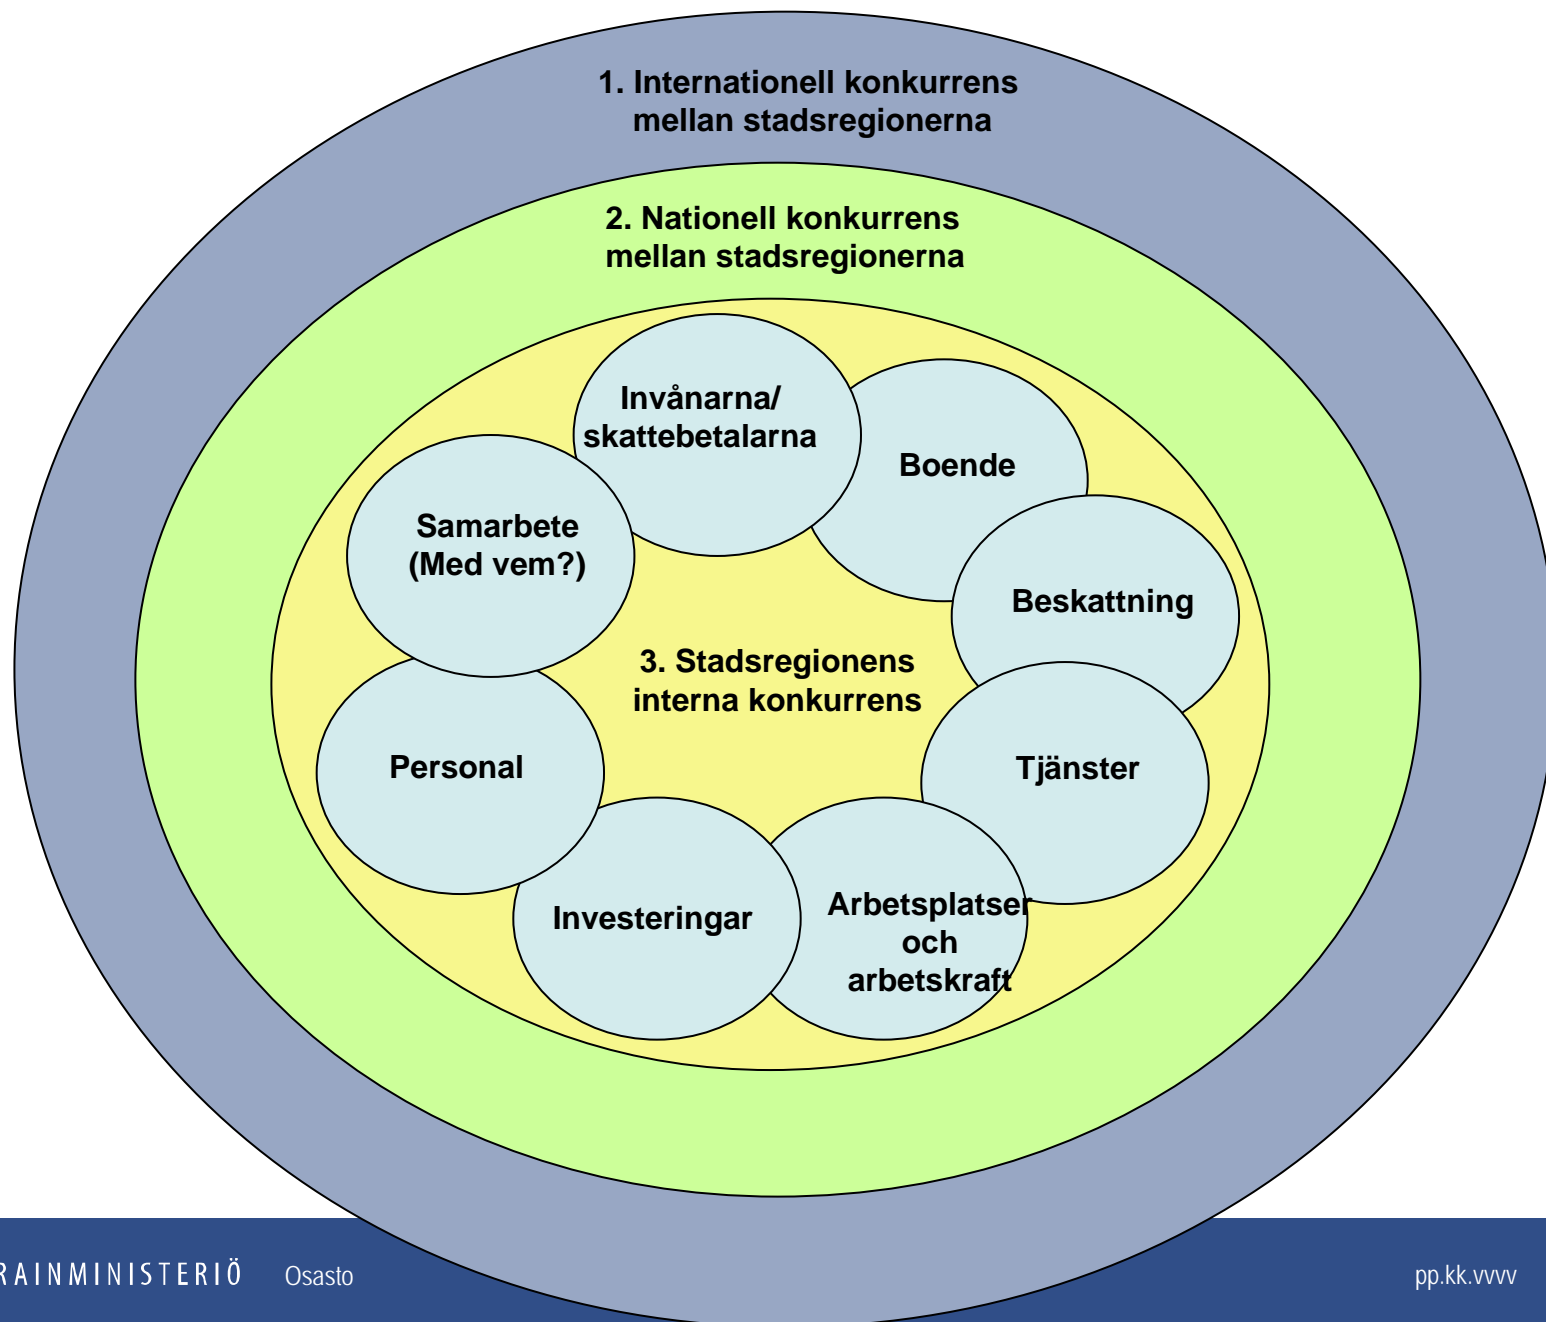 1. Internationell konkurrens
mellan stadsregionerna
2. Nationell konkurrens
mellan stadsregionerna
Invånarna/
skattebetalarna
Boende
Samarbete
(Med vem?)
Beskattning
3. Stadsregionens
interna konkurrens
Personal
Tjänster
Investeringar
Arbetsplatser
och
arbetskraft
RAINMINISTERIÖ Osasto pp.kk.vvvv